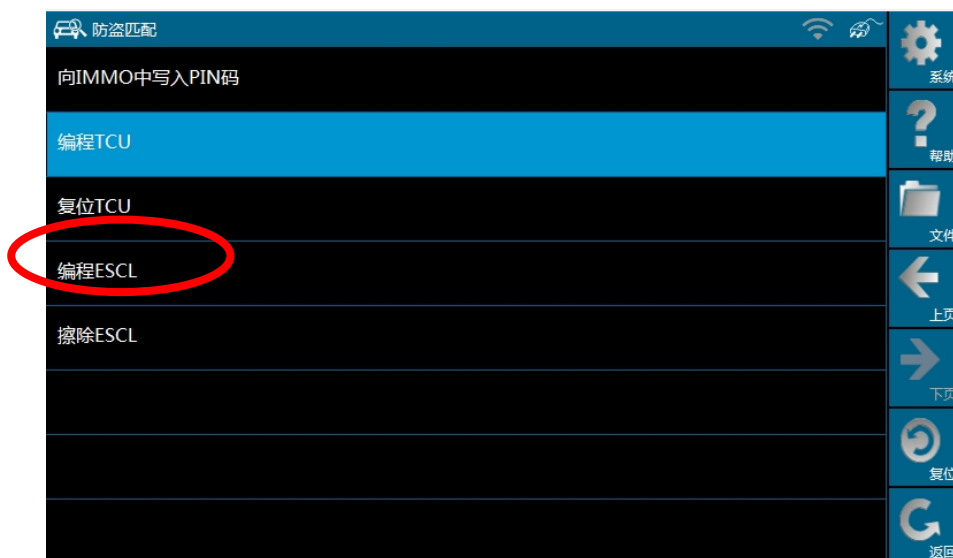 防盗匹配
向IMMO中写入PIN码
编程TCU
复位TCU
编程ESCL
擦除ESCL
系统
帮助
文件
上页
下页
复位
返回